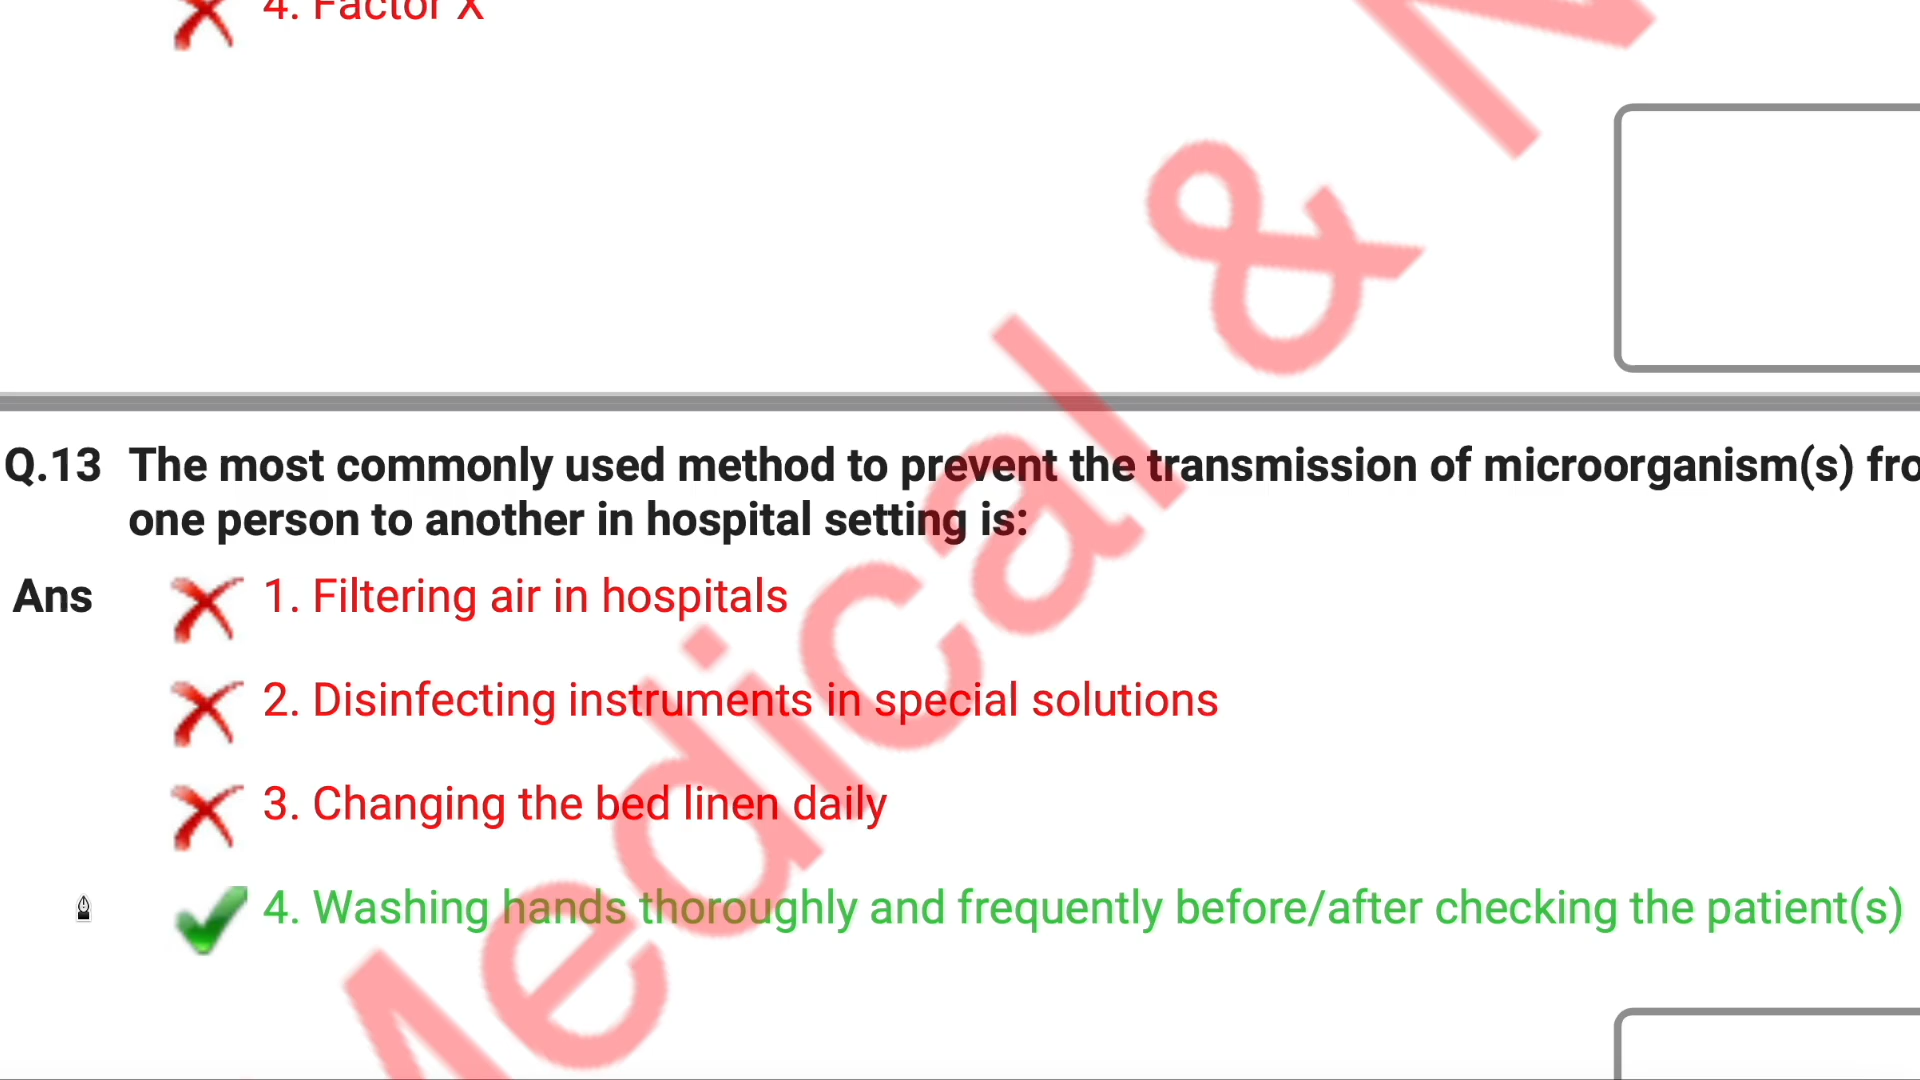 4. Factor X
Q.13 The most commonly used method to prevent the transmission of microorganism(s)
one person to another in hospital setting is:
Ans 1. Filtering air in hospitals
2. Disinfecting instruments in special solutions
3. Changing the bed linen daily
4. Washing hands thoroughly and frequently before/after checking the patient(s)
Medical &